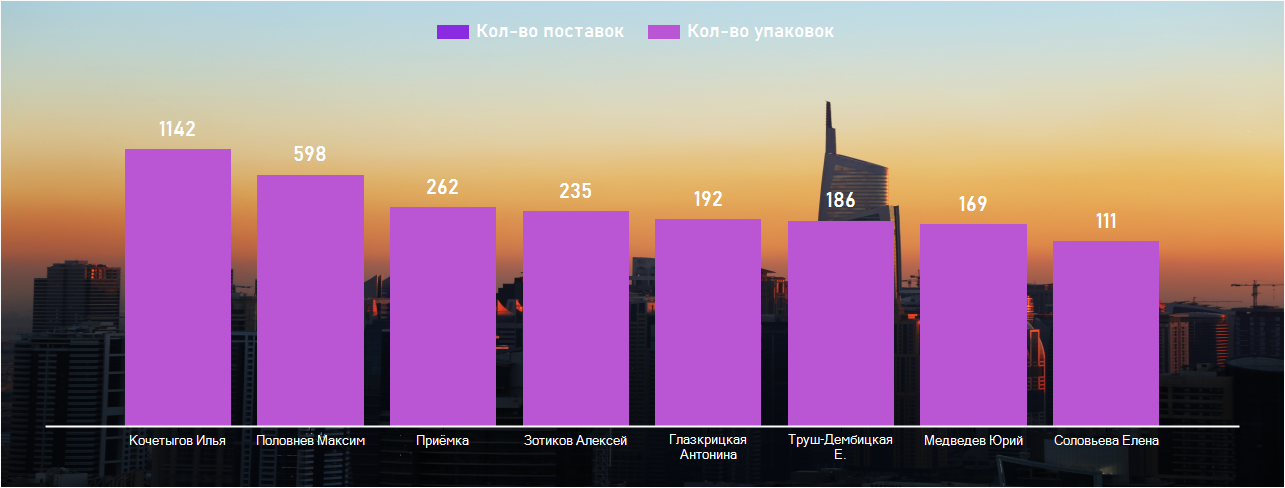 Кол-во поставок
Кол-во упаковок
1142
598
262
235
192
186
169
111
Кочетыгов Илья
Половнев Максим
Приёмка
Зотиков Алексей
Глазкрицкая
Антонина
Труш-Дембицкая
Е.
Медведев Юрий
Соловьева Елена